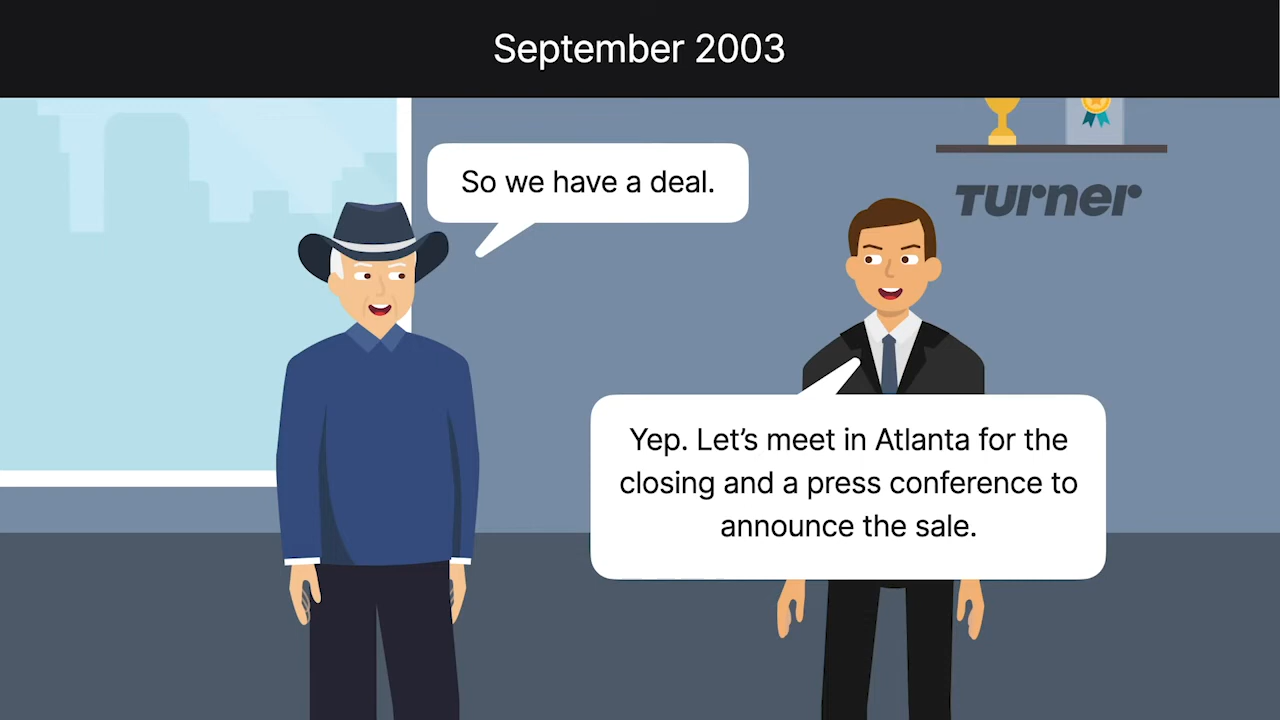 September 2003
So we have a deal.
Turner
Yep. Let’s meet in Atlanta for the
closing and a press conference to
announce the sale.